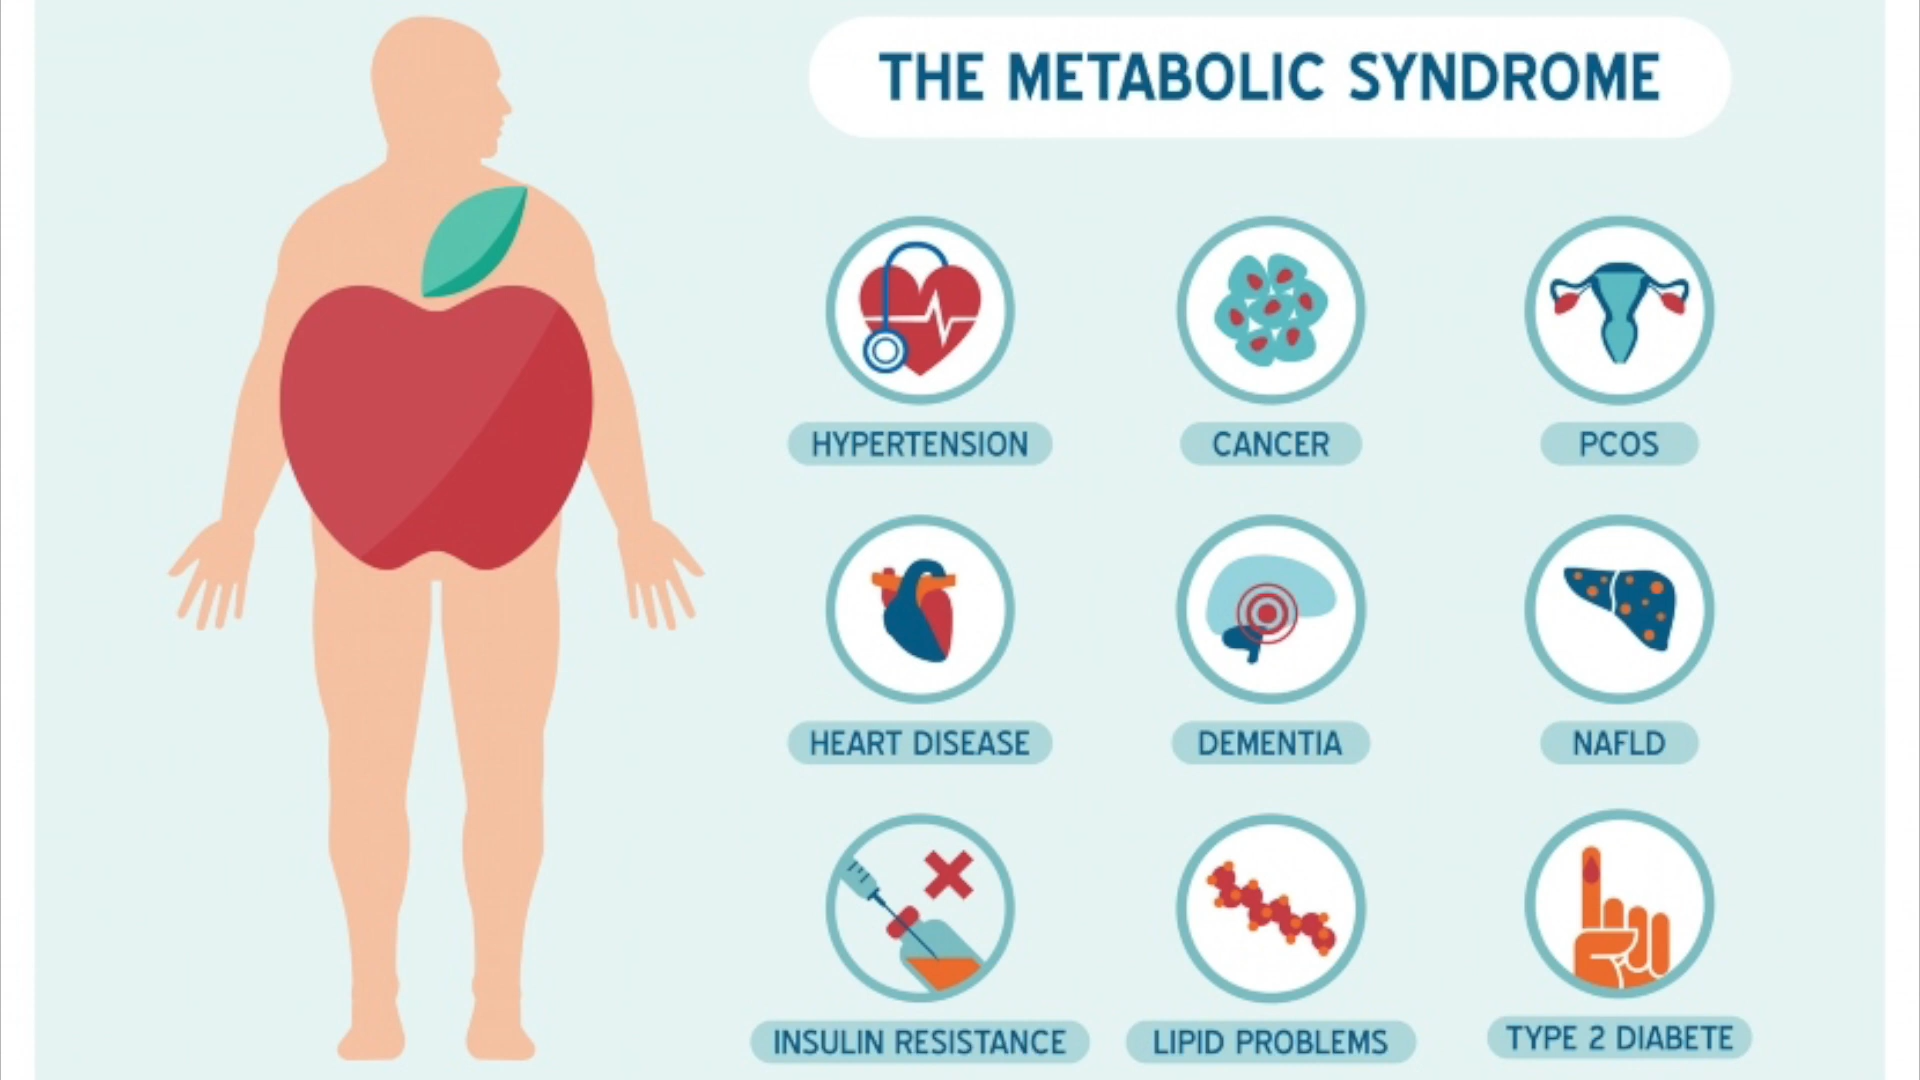 THE METABOLIC SYNDROME
HYPERTENSION
CANCER
PCOS
HEART DISEASE
DEMENTIA
NAFLD
INSULIN RESISTANCE
LIPID PROBLEMS
TYPE 2 DIABETE